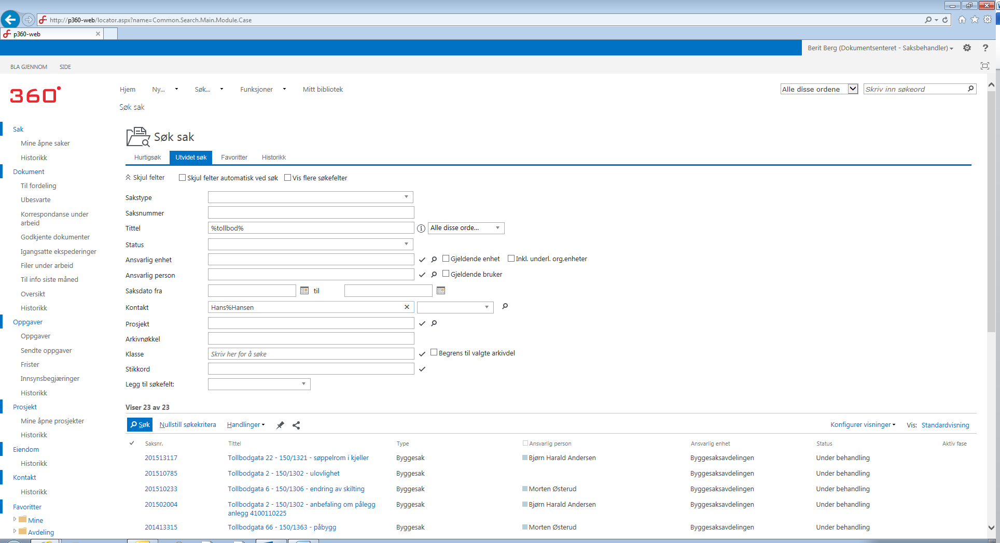 http://p360-web/locator.aspx?name=Common.Search.Main.Module.Case
p360-web
Berit Berg (Dokumentsenteret - Saksbehandler)
?
BLA GJENNOM SIDE
360°
Hjem Ny... Søk... Funksjoner Mitt bibliotek
Alle disse ordene Skriv inn søkeord
Søk sak
Sak
Mine åpne saker
Historikk
Dokument
Til fordeling
Ubesvarte
Korrespondanse under
arbeid
Godkjente dokumenter
Igangsatte ekspederinger
Filer under arbeid
Til info siste måned
Oversikt
Historikk
Oppgaver
Oppgaver
Sendte oppgaver
Frister
Innsynsbegjæringer
Historikk
Prosjekt
Mine åpne prosjekter
Historikk
Eiendom
Historikk
Kontakt
Historikk
Favoritter
Mine
Avdeling
Søk sak
Hurtigsøk Utvidet søk Favoritter Historikk
Skjul felter Skjul felter automatisk ved søk Vis flere søkefelter
Sakstype
Saksnummer
Tittel %tollbod% Alle disse orde...
Status
Ansvarlig enhet Gjeldende enhet Inkl. underl. org.enheter
Ansvarlig person Gjeldende bruker
Saksdato fra til
Kontakt Hans%Hansen
Prosjekt
Arkivnøkkel
Klasse Skriv her for å søke Begrens til valgte arkivdel
Stikkord
Legg til søkefelt:
Viser 23 av 23
Søk Nullstill søkekritera Handlinger Konfigurer visninger Vis: Standardvisning
Saksnr. Tittel Type Ansvarlig person Ansvarlig enhet Status Aktiv fase
201513117 Tollbodgata 22 - 150/1321 - søppelrom i kjeller Byggesak Bjørn Harald Andersen Byggesaksavdelingen Under behandling
201510785 Tollbodgata 2 - 150/1302 - ulovlighet Byggesak Byggesaksavdelingen Under behandling
201510233 Tollbodgata 6 - 150/1306 - endring av skilting Byggesak Morten Østerud Byggesaksavdelingen Under behandling
201502004 Tollbodgata 2 - 150/1302 - anbefaling om pålegg Byggesak Bjørn Harald Andersen Byggesaksavdelingen Under behandling
anlegg 4100110225
201413315 Tollbodgata 66 - 150/1363 - påbygg Byggesak Morten Østerud Byggesaksavdelingen Under behandling